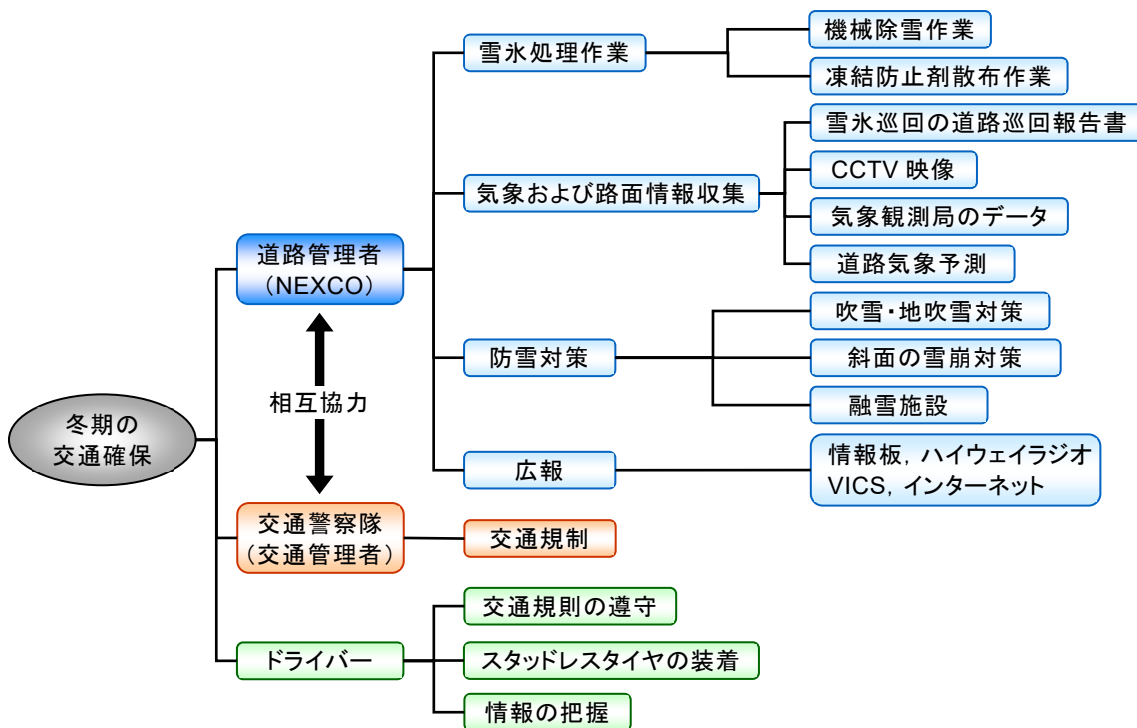 冬期の
交通確保
道路管理者
（NEXCO）
相互協力
交通警察隊
（交通管理者）
ドライバー
雪氷処理作業
機械除雪作業
凍結防止剤散布作業
気象および路面情報収集
雪氷巡回の道路巡回報告書
CCTV 映像
気象観測局のデータ
道路気象予測
防雪対策
吹雪・地吹雪対策
斜面の雪崩対策
融雪施設
広報
情報板，ハイウェイラジオ
VICS，インターネット
交通規制
交通規則の遵守
スタッドレスタイヤの装着
情報の把握